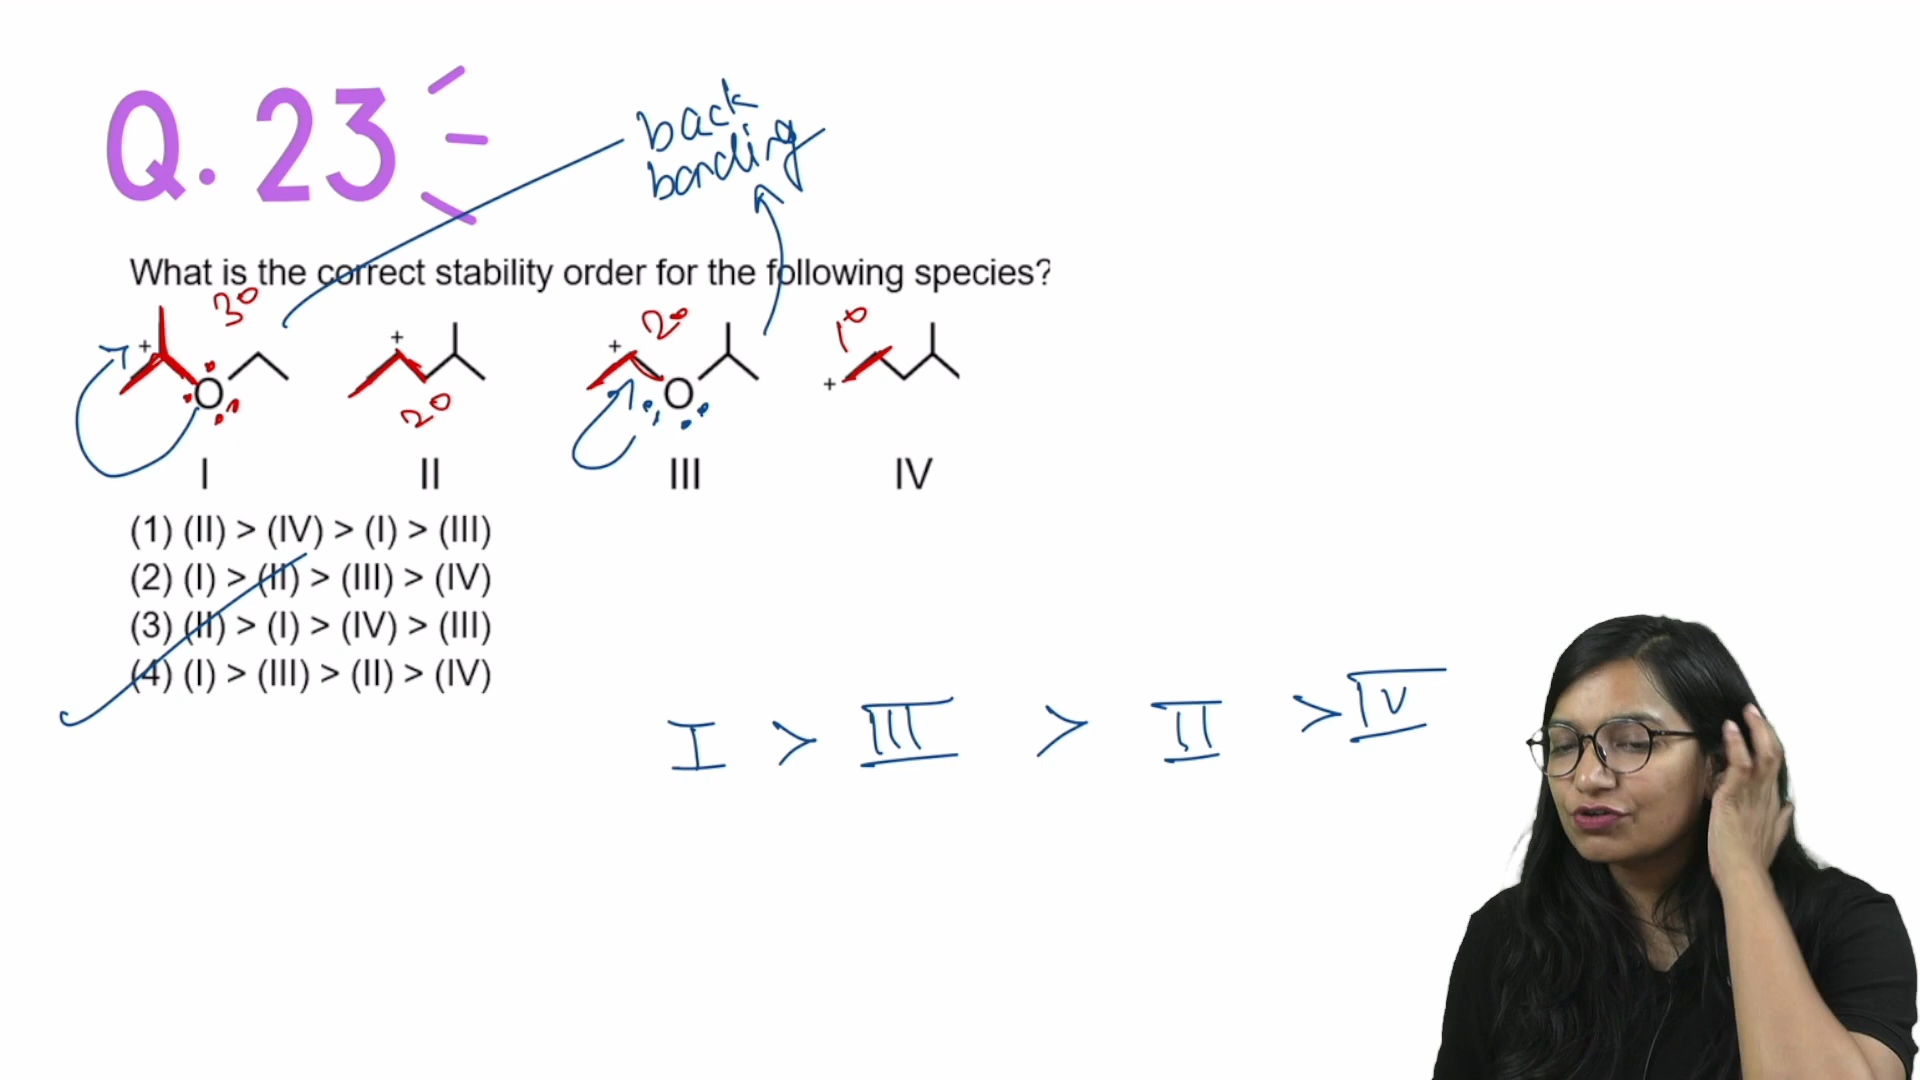 Q. 23
back
bonding
What is the correct stability order for the following species?
3° + 2° 1°
+ +
O O +
2°
I II III IV
(1) (II) > (IV) > (I) > (III)
(2) (I) > (II) > (III) > (IV)
(3) (II) > (I) > (IV) > (III)
(4) (I) > (III) > (II) > (IV)
I > III > II > IV